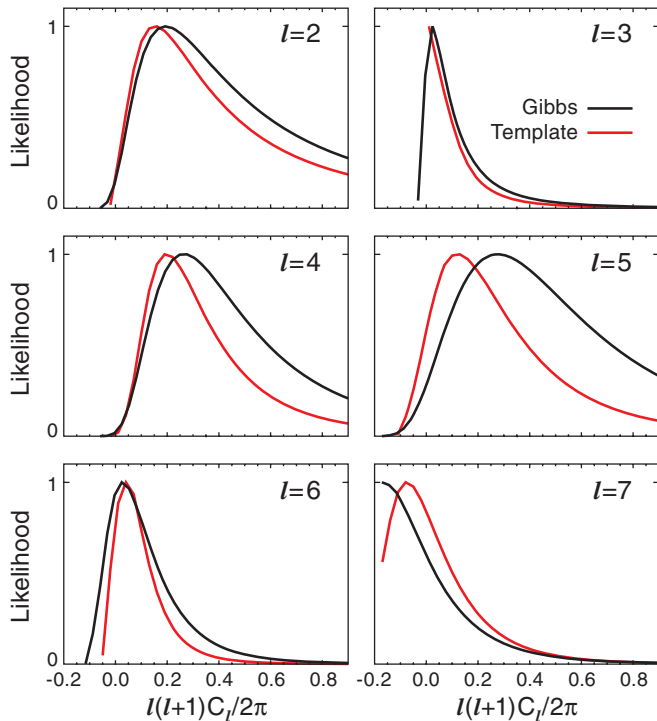 1
ℓ=2
Likelihood
0
ℓ=3
Gibbs
Template
1
ℓ=4
Likelihood
0
ℓ=5
1
ℓ=6
Likelihood
0
ℓ=7
-0.2 0.0 0.2 0.4 0.6 0.8 -0.2 0.0 0.2 0.4 0.6 0.8
ℓ(ℓ+1)Cℓ/2π ℓ(ℓ+1)Cℓ/2π